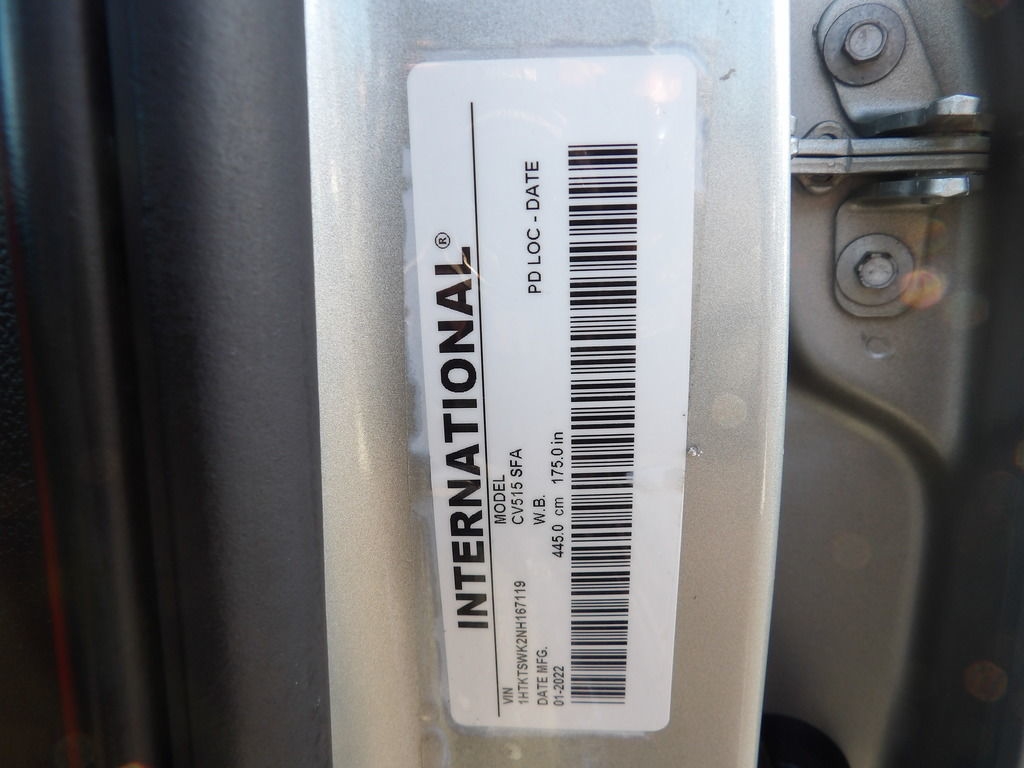 INTERNATIONAL®
VIN
1HTKTSWK2NH167119
MODEL
CV515 SFA
DATE MFG.
01-2022
W.B.
445.0 cm 175.0 in
PD LOC - DATE